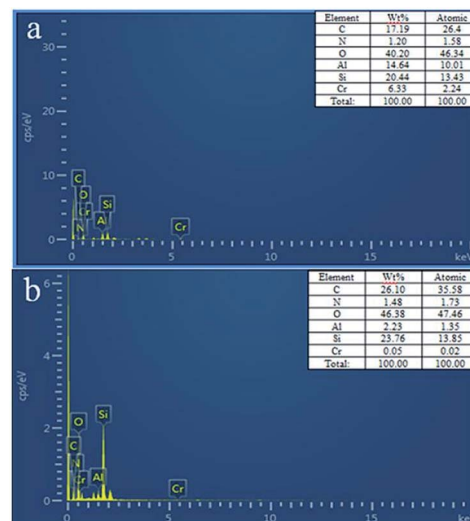 a
Element Wt% Atomic
C 17.19 26.4
N 1.20 1.58
O 40.20 46.34
Al 14.64 10.01
Si 20.44 13.43
Cr 6.33 2.24
Total: 100.00 100.00
30
20
10
0
cps/eV
C
O
Cr
N
Al
Si
Cr
0 5 10 15 keV
b
Element Wt% Atomic
C 26.10 35.58
N 1.48 1.73
O 46.38 47.46
Al 2.23 1.35
Si 23.76 13.85
Cr 0.05 0.02
Total: 100.00 100.00
6
4
2
0
cps/eV
O
Si
C
N
Cr
Al
Cr
0 5 10 15 keV